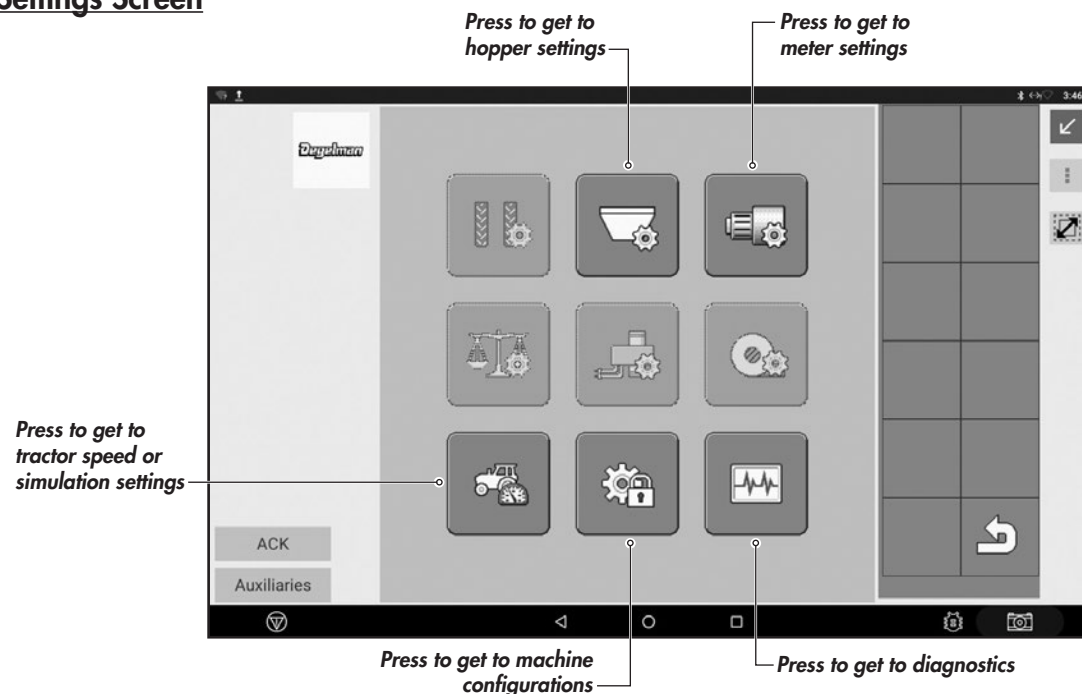 Settings Screen
Press to get to
hopper settings
Press to get to
meter settings
3:46
Degelman
Press to get to
tractor speed or
simulation settings
ACK
Auxiliaries
Press to get to machine
configurations
Press to get to diagnostics